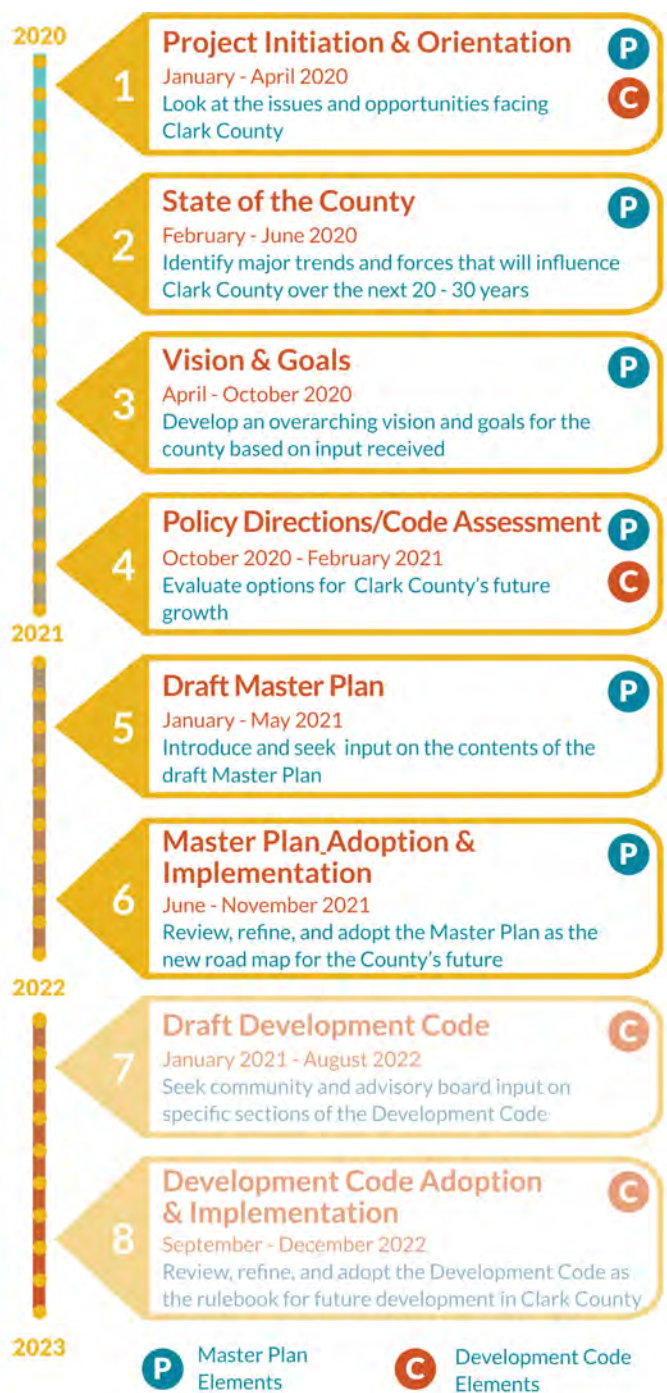 2020
1
Project Initiation & Orientation
P
January - April 2020
C
Look at the issues and opportunities facing
Clark County
2
State of the County
P
February - June 2020
Identify major trends and forces that will influence
Clark County over the next 20 - 30 years
3
Vision & Goals
P
April - October 2020
Develop an overarching vision and goals for the
county based on input received
4
Policy Directions/Code Assessment
P
October 2020 - February 2021
C
Evaluate options for Clark County's future
growth
2021
5
Draft Master Plan
P
January - May 2021
Introduce and seek input on the contents of the
draft Master Plan
6
Master Plan Adoption &
Implementation
P
June - November 2021
Review, refine, and adopt the Master Plan as the
new road map for the County's future
2022
7
Draft Development Code
C
January 2021 - August 2022
Seek community and advisory board input on
specific sections of the Development Code
8
Development Code Adoption
& Implementation
C
September - December 2022
Review, refine, and adopt the Development Code as
the rulebook for future development in Clark County
2023
P
Master Plan
Elements
C
Development Code
Elements